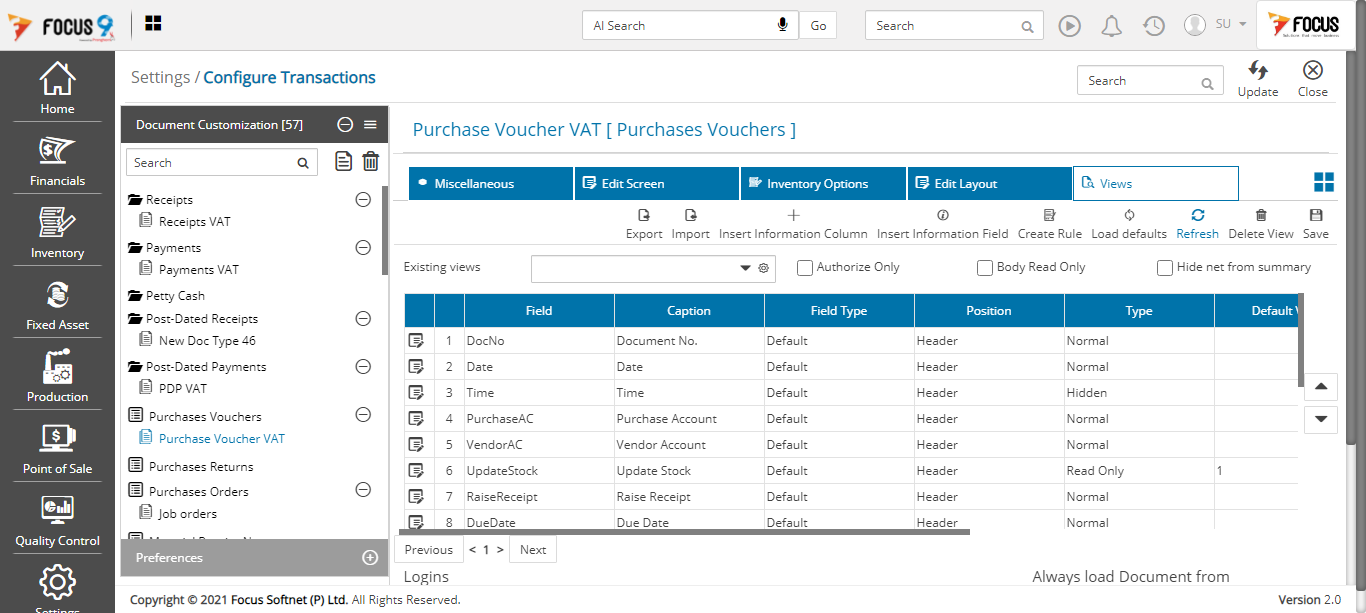 FOCUS 9
AI Search
Go
Search
SU
FOCUS
Home
Financials
Inventory
Fixed Asset
Production
Point of Sale
Quality Control
Settings
Settings / Configure Transactions
Search
Update
Close
Document Customization [57]
Search
Receipts
Receipts VAT
Payments
Payments VAT
Petty Cash
Post-Dated Receipts
New Doc Type 46
Post-Dated Payments
PDP VAT
Purchases Vouchers
Purchase Voucher VAT
Purchases Returns
Purchases Orders
Job orders
Preferences
Purchase Voucher VAT [ Purchases Vouchers ]
Miscellaneous Edit Screen Inventory Options Edit Layout Views
Export Import Insert Information Column Insert Information Field Create Rule Load defaults Refresh Delete View Save
Existing views Authorize Only Body Read Only Hide net from summary
Field Caption Field Type Position Type Default V
1 DocNo Document No. Default Header Normal
2 Date Date Default Header Normal
3 Time Time Default Header Hidden
4 PurchaseAC Purchase Account Default Header Normal
5 VendorAC Vendor Account Default Header Normal
6 UpdateStock Update Stock Default Header Read Only 1
7 RaiseReceipt Raise Receipt Default Header Normal
8 DueDate Due Date Default Header Normal
Previous < 1 > Next
Logins Always load Document from
Copyright © 2021 Focus Softnet (P) Ltd. All Rights Reserved. Version 2.0